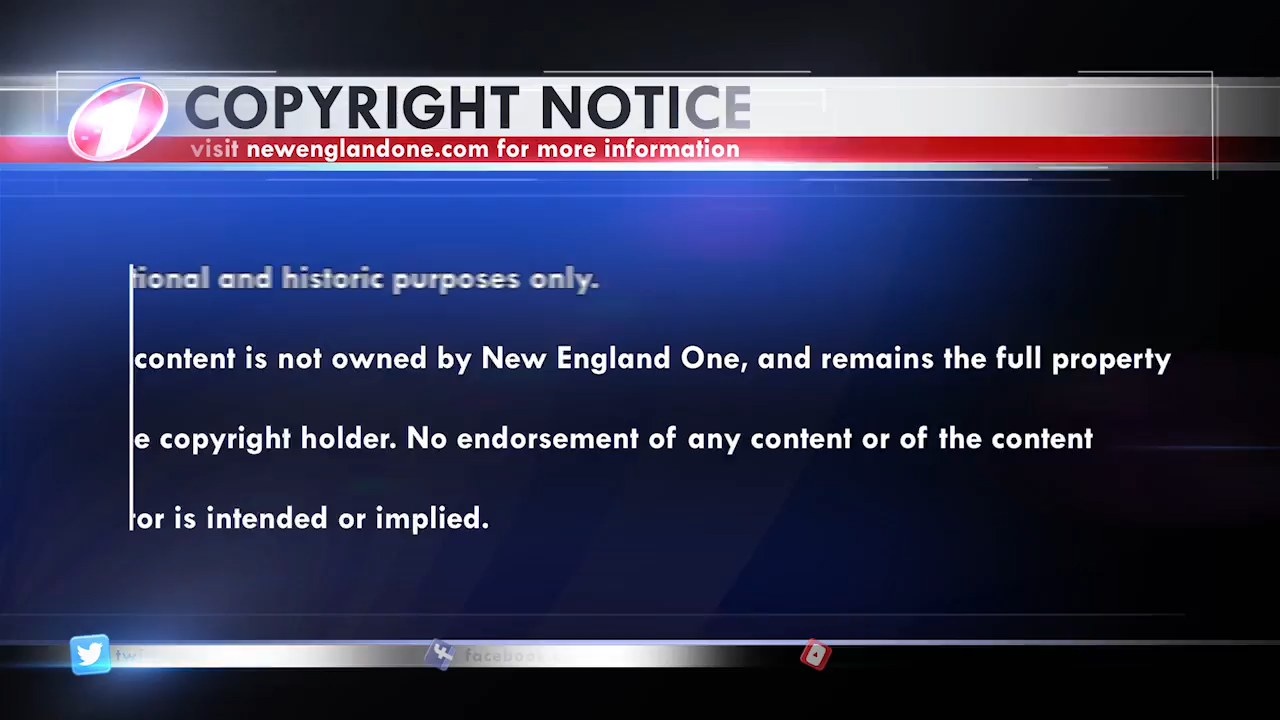 COPYRIGHT NOTICE
visit newenglandone.com for more information
tional and historic purposes only.
content is not owned by New England One, and remains the full property
e copyright holder. No endorsement of any content or of the content
or is intended or implied.
facebook